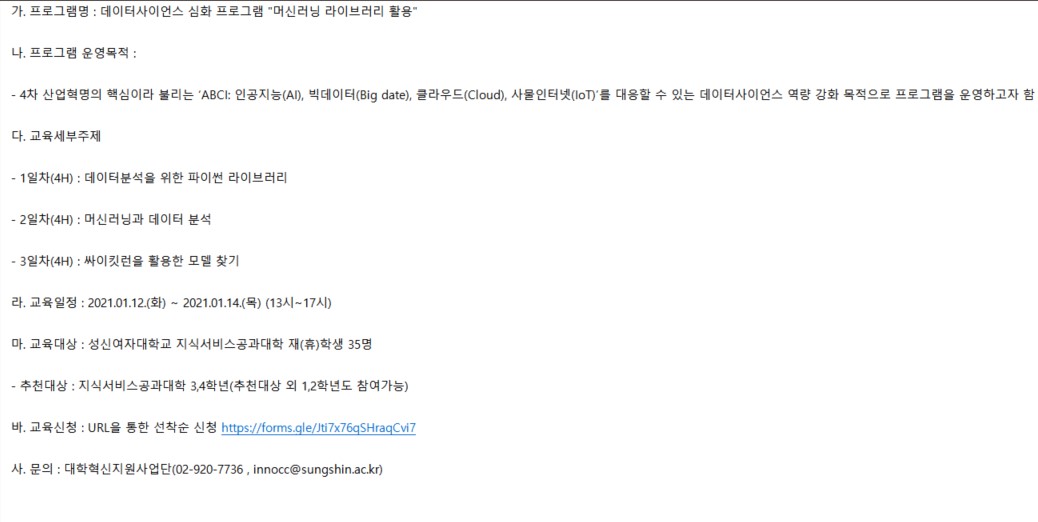 가. 프로그램명 : 데이터사이언스 심화 프로그램 "머신러닝 라이브러리 활용"
나. 프로그램 운영목적 :
- 4차 산업혁명의 핵심이라 불리는 'ABCI: 인공지능(AI), 빅데이터(Big date), 클라우드(Cloud), 사물인터넷(IoT)'를 대응할 수 있는 데이터사이언스 역량 강화 목적으로 프로그램을 운영하고자 함
다. 교육세부주제
- 1일차(4H) : 데이터분석을 위한 파이썬 라이브러리
- 2일차(4H) : 머신러닝과 데이터 분석
- 3일차(4H) : 싸이킷런을 활용한 모델 찾기
라. 교육일정 : 2021.01.12.(화) ~ 2021.01.14.(목) (13시~17시)
마. 교육대상 : 성신여자대학교 지식서비스공과대학 재(휴)학생 35명
- 추천대상 : 지식서비스공과대학 3,4학년(추천대상 외 1,2학년도 참여가능)
바. 교육신청 : URL을 통한 선착순 신청 https://forms.gle/Jti7x76qSHraqCvi7
사. 문의 : 대학혁신지원사업단(02-920-7736 , innocc@sungshin.ac.kr)